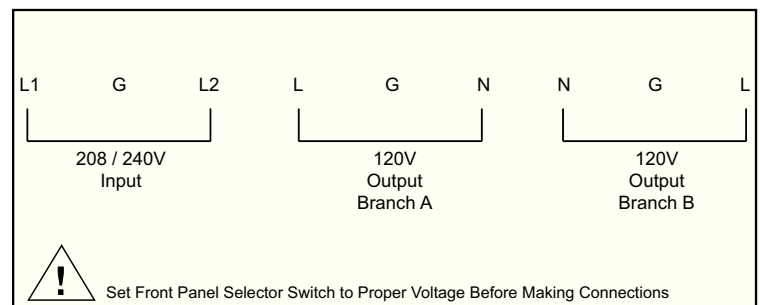 L1 G L2 L G N N G L
208 / 240V 120V 120V
Input Output Output
Branch A Branch B
! Set Front Panel Selector Switch to Proper Voltage Before Making Connections